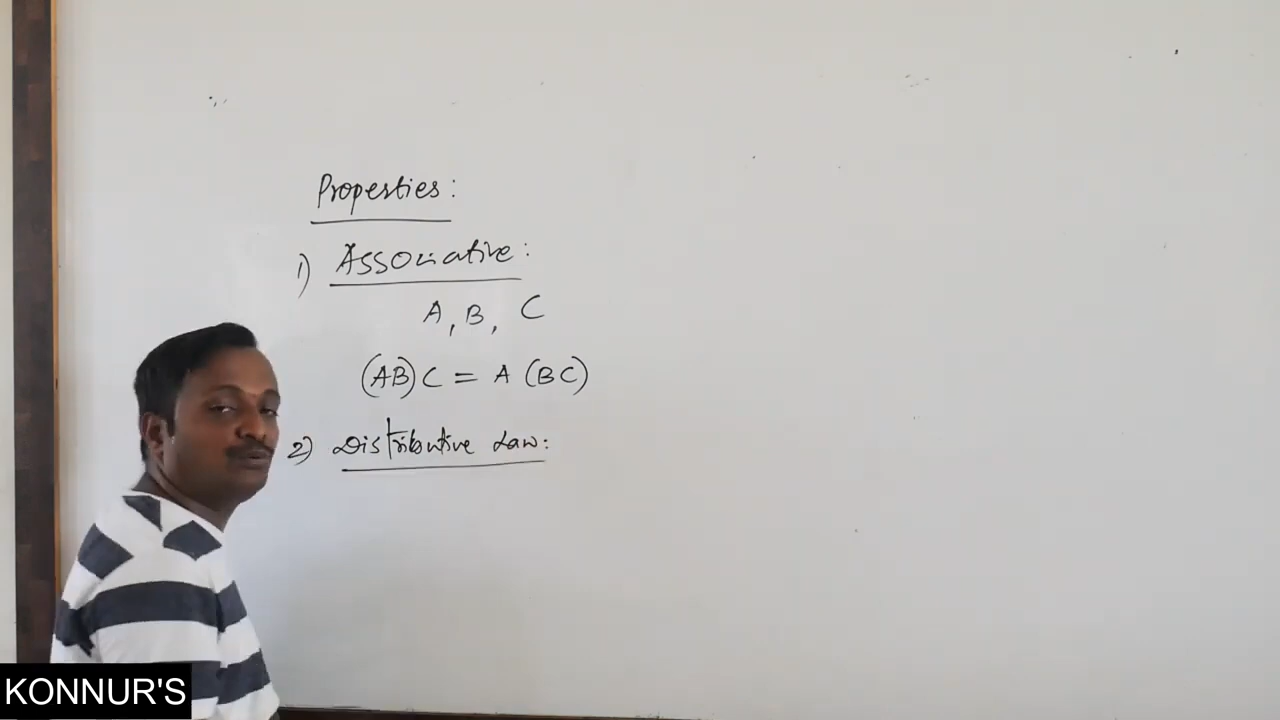 Properties:
1) Associative:
A, B, C
(AB) C = A (BC)
2) Distributive Law:
KONNUR'S